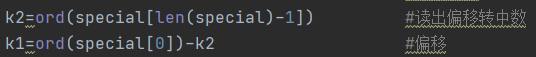 k2=ord(special[len(special)-1]) #读出偏移转中数
k1=ord(special[0])-k2 #偏移